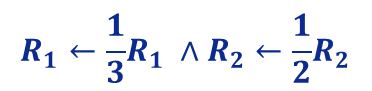 R₁ ← 1/3 R₁ ∧ R₂ ← 1/2 R₂